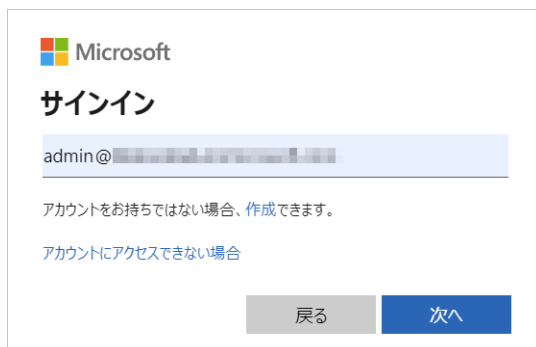 Microsoft
サインイン
admin@
アカウントをお持ちではない場合、作成できます。
アカウントにアクセスできない場合
戻る
次へ